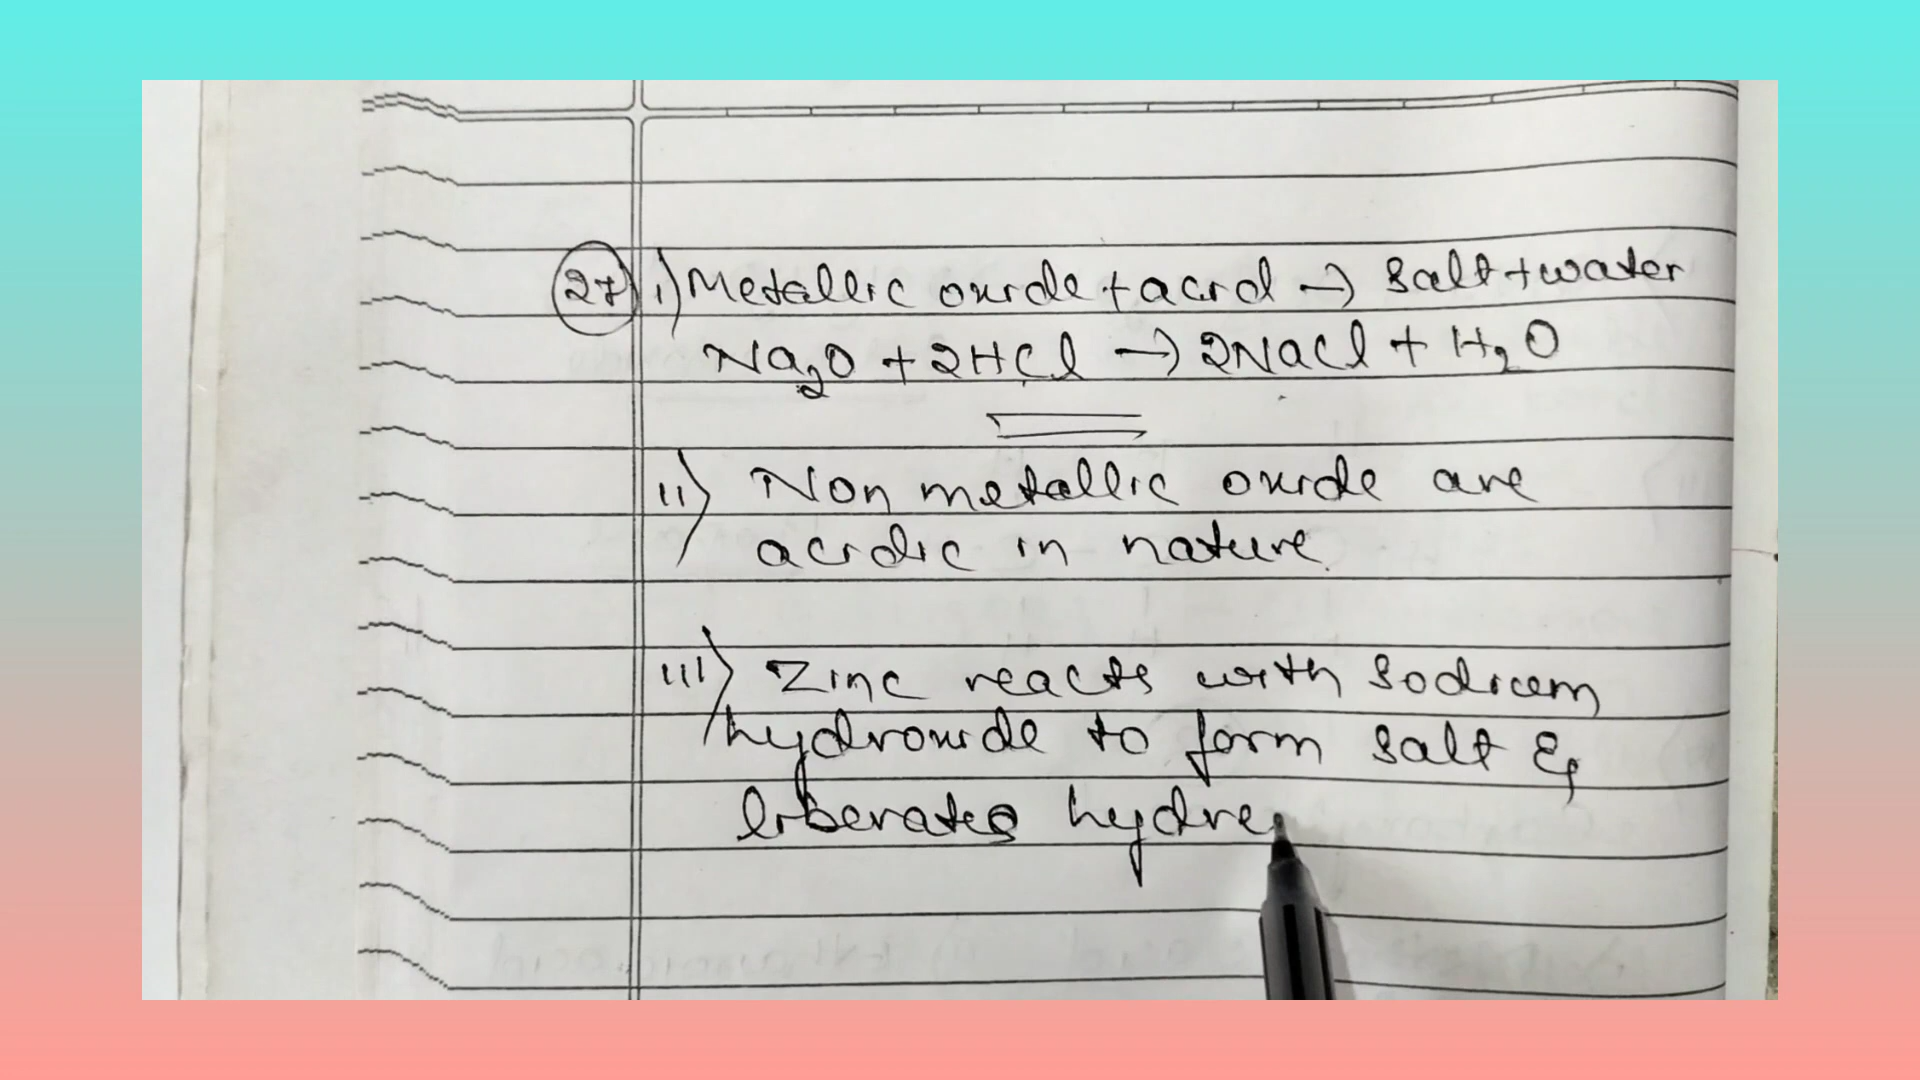 27) i) Metallic oxide + acid → Salt + water
Na₂O + 2HCl → 2NaCl + H₂O
ii) Non metallic oxide are
acidic in nature.
iii) Zinc reacts with Sodium
hydroxide to form Salt &
liberates hydro